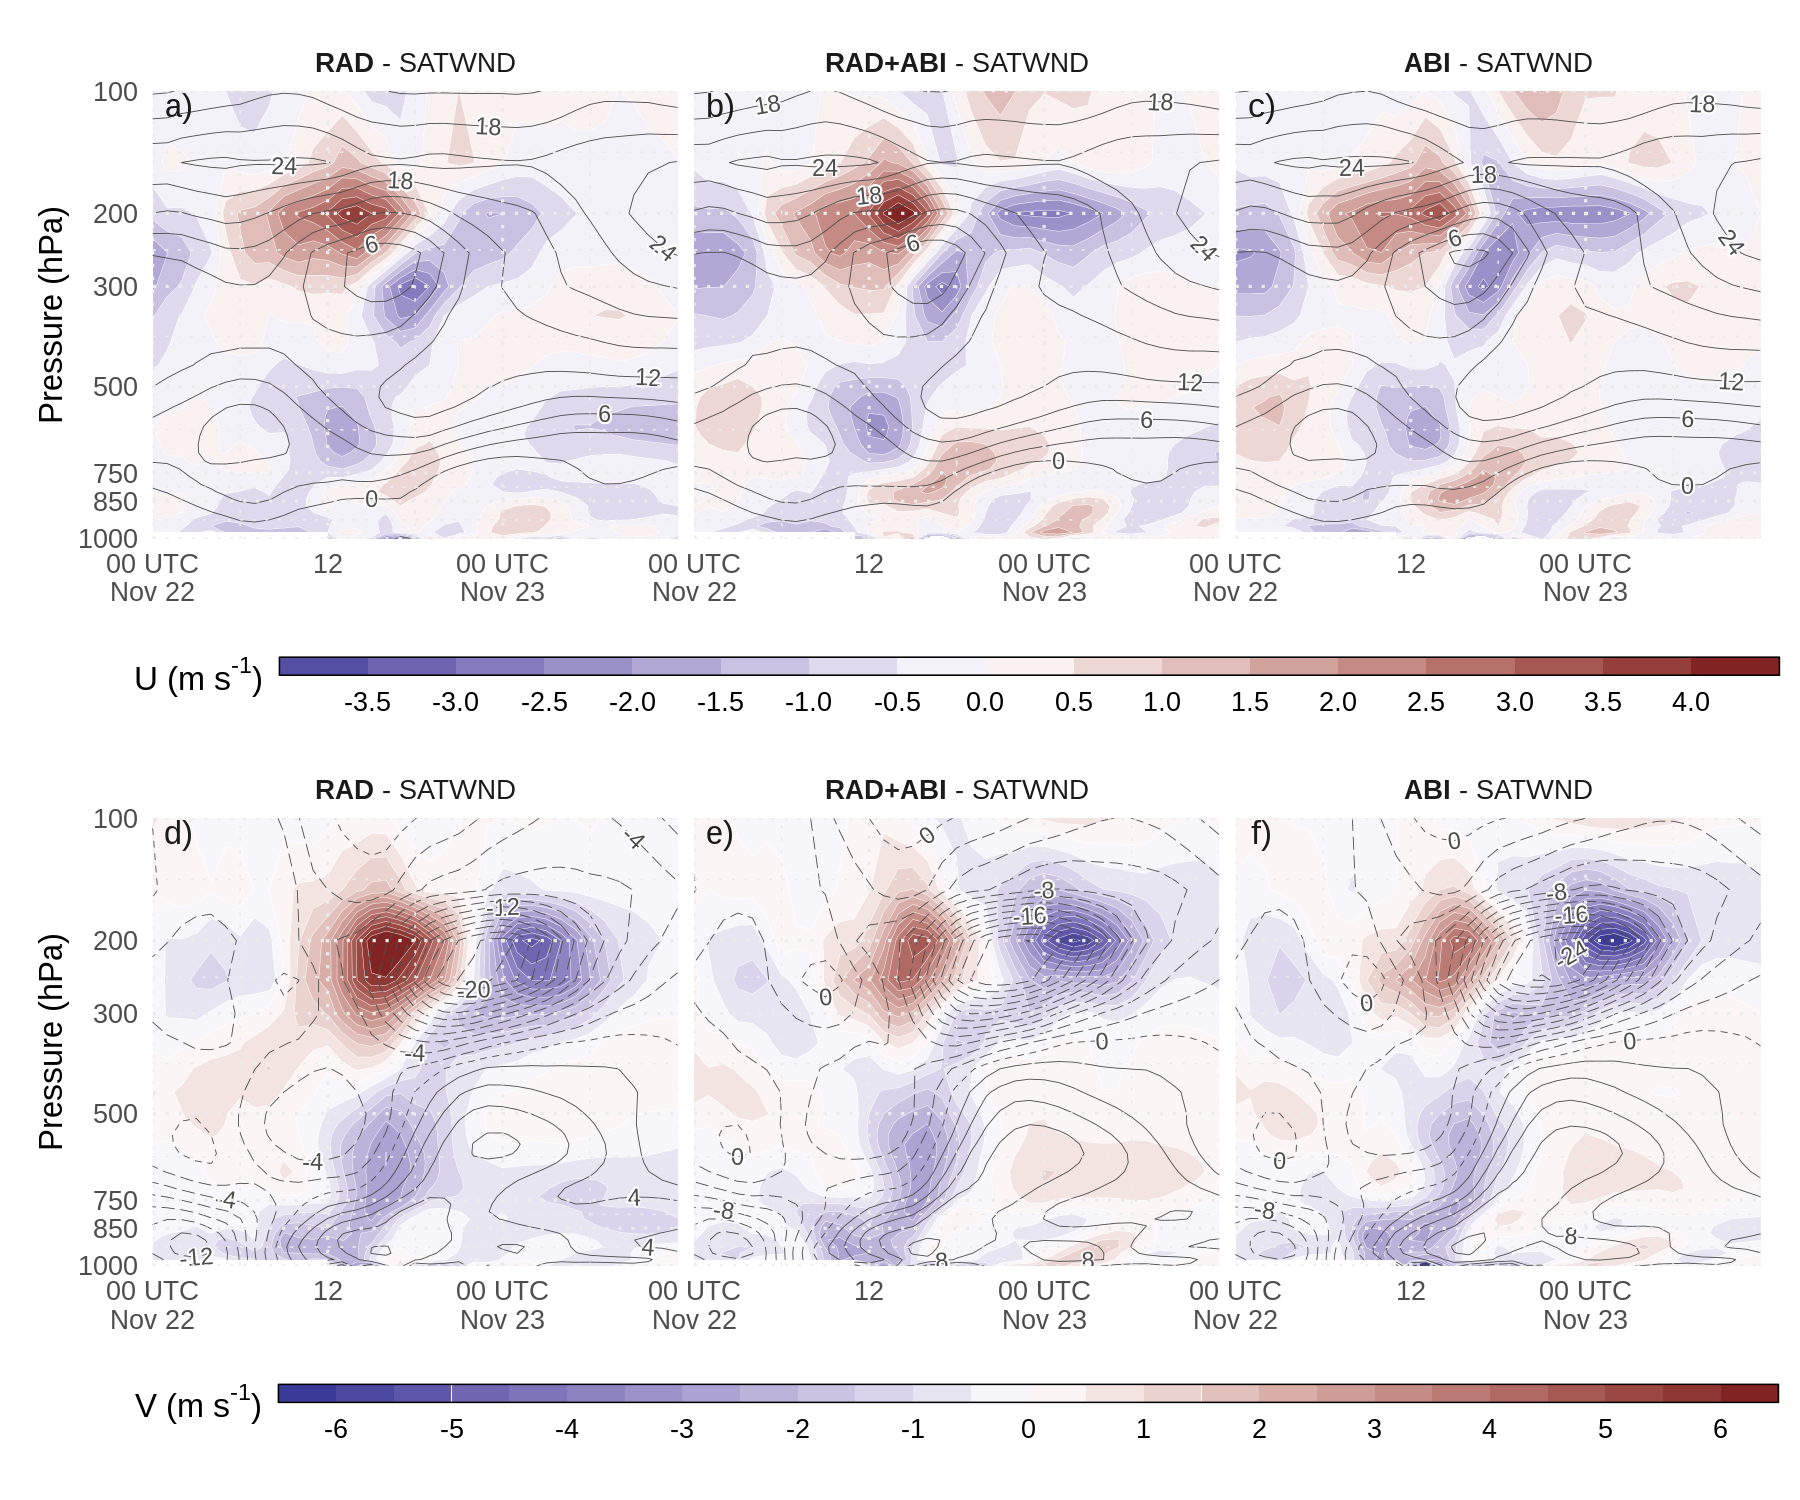 RAD - SATWND
RAD+ABI - SATWND
ABI - SATWND
Pressure (hPa)
100
200
300
500
750
850
1000
a)
24
18
18
6
24
12
6
0
b)
18
18
24
18
6
24
12
6
0
c)
18
24
18
6
24
12
6
0
00 UTC
Nov 22
12
00 UTC
Nov 23
00 UTC
Nov 22
12
00 UTC
Nov 23
00 UTC
Nov 22
12
00 UTC
Nov 23
U (m s-1)
-3.5 -3.0 -2.5 -2.0 -1.5 -1.0 -0.5 0.0 0.5 1.0 1.5 2.0 2.5 3.0 3.5 4.0
RAD - SATWND
RAD+ABI - SATWND
ABI - SATWND
Pressure (hPa)
100
200
300
500
750
850
1000
d)
-4
-12
-20
-4
-4
-4
4
-12
4
e)
0
-8
-16
0
0
0
-8
8
8
f)
0
-8
-16
-24
0
0
0
-8
8
00 UTC
Nov 22
12
00 UTC
Nov 23
00 UTC
Nov 22
12
00 UTC
Nov 23
00 UTC
Nov 22
12
00 UTC
Nov 23
V (m s-1)
-6 -5 -4 -3 -2 -1 0 1 2 3 4 5 6